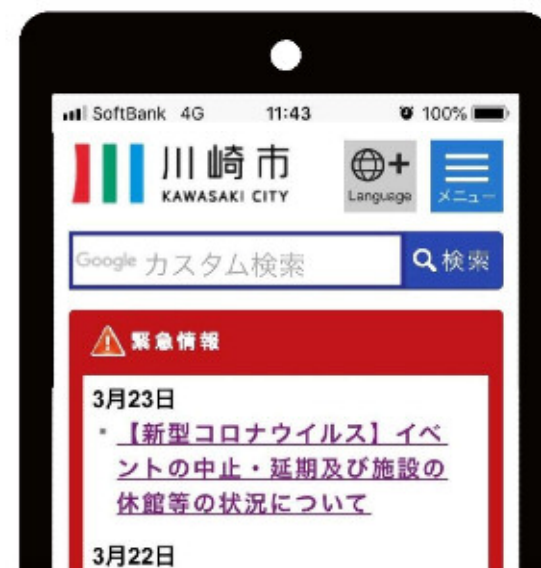 SoftBank 4G 11:43 100%
川崎市
KAWASAKI CITY
Language
メニュー
Google カスタム検索 検索
緊急情報
3月23日
【新型コロナウイルス】イベ
ントの中止・延期及び施設の
休館等の状況について
3月22日